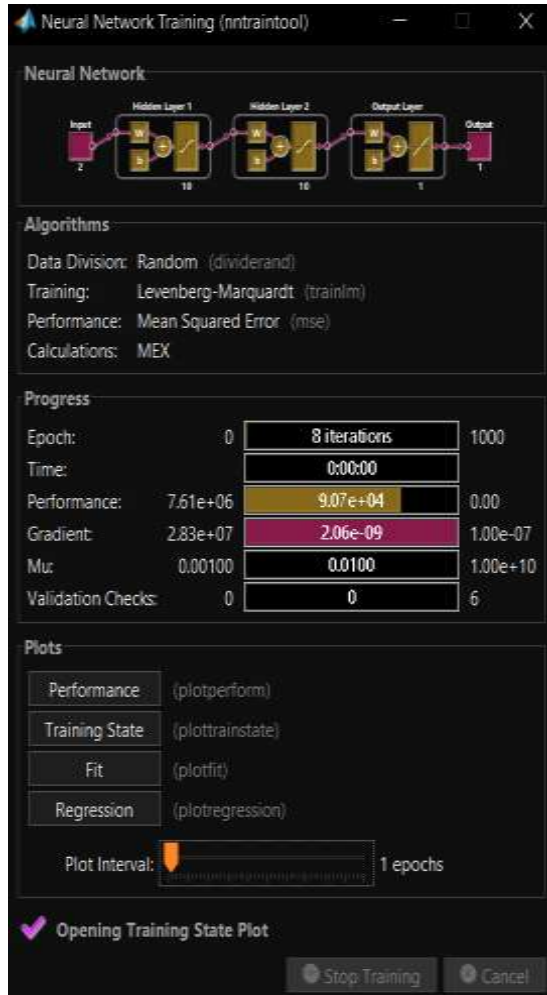 Neural Network Training (nntraintool)
Neural Network
Hidden Layer 1 Hidden Layer 2 Output Layer
Input Output
W W W
b b b
2 10 10 1 1
Algorithms
Data Division: Random (dividerand)
Training: Levenberg-Marquardt (trainlm)
Performance: Mean Squared Error (mse)
Calculations: MEX
Progress
Epoch: 0 8 iterations 1000
Time: 0:00:00
Performance: 7.61e+06 9.07e+04 0.00
Gradient: 2.83e+07 2.06e-09 1.00e-07
Mu: 0.00100 0.0100 1.00e+10
Validation Checks: 0 0 6
Plots
Performance (plotperform)
Training State (plottrainstate)
Fit (plotfit)
Regression (plotregression)
Plot Interval: 1 epochs
Opening Training State Plot
Stop Training Cancel